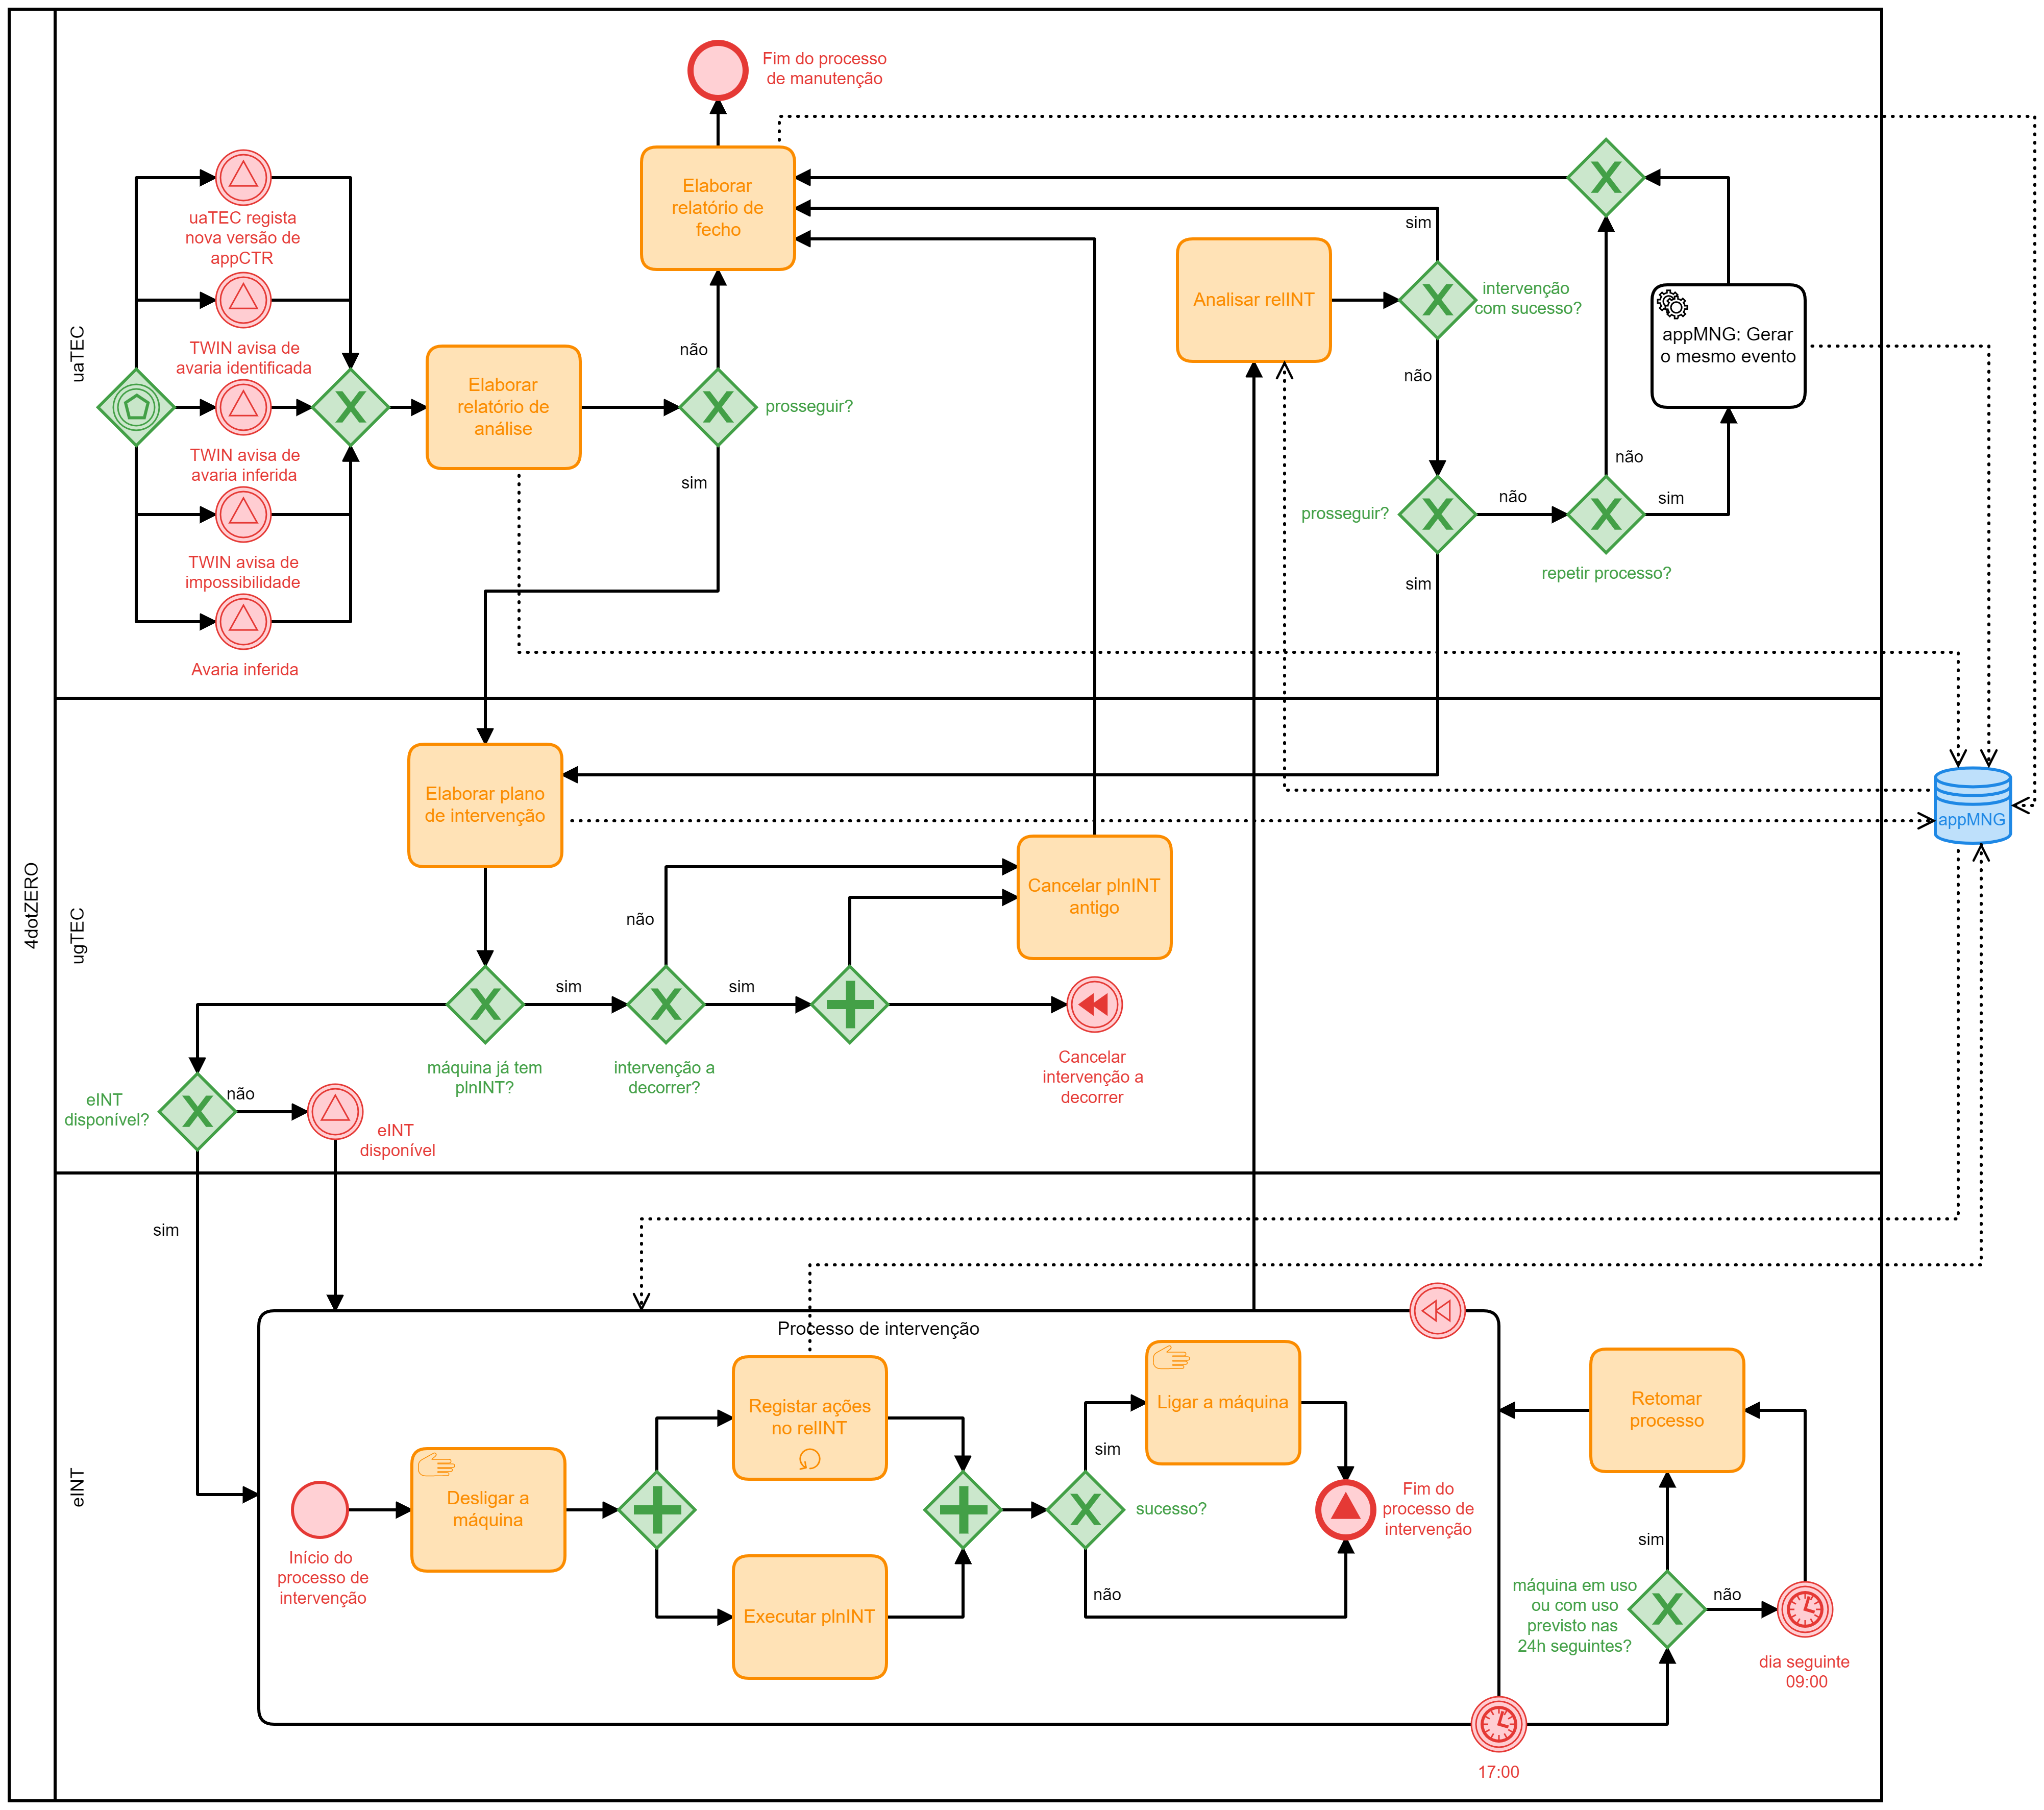 4dotZERO
uaTEC
Fim do processo
de manutenção
uaTEC regista
nova versão de
appCTR
TWIN avisa de
avaria identificada
TWIN avisa de
avaria inferida
TWIN avisa de
impossibilidade
Avaria inferida
Elaborar
relatório de
análise
não
prosseguir?
sim
Elaborar
relatório de
fecho
Analisar relINT
sim
intervenção
com sucesso?
não
prosseguir?
não
sim
repetir processo?
não
sim
appMNG: Gerar
o mesmo evento
appMNG
ugTEC
Elaborar plano
de intervenção
máquina já tem
plnINT?
sim
intervenção a
decorrer?
não
sim
Cancelar plnINT
antigo
Cancelar
intervenção a
decorrer
eINT
disponível?
não
eINT
disponível
sim
eINT
Processo de intervenção
Início do
processo de
intervenção
Desligar a
máquina
Registar ações
no relINT
Executar plnINT
sim
sucesso?
não
Ligar a máquina
Fim do
processo de
intervenção
17:00
máquina em uso
ou com uso
previsto nas
24h seguintes?
sim
não
Retomar
processo
dia seguinte
09:00